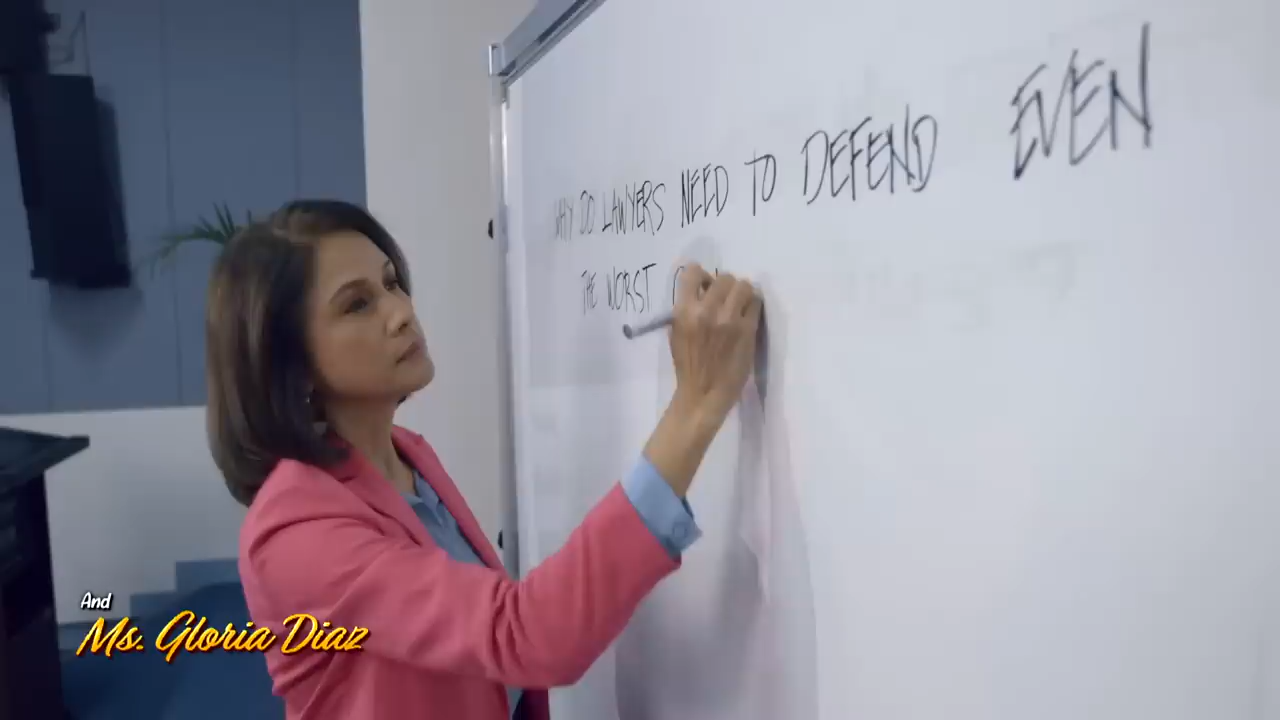 WHY DO LAWYERS NEED TO DEFEND EVEN
THE WORST
And
Ms. Gloria Diaz